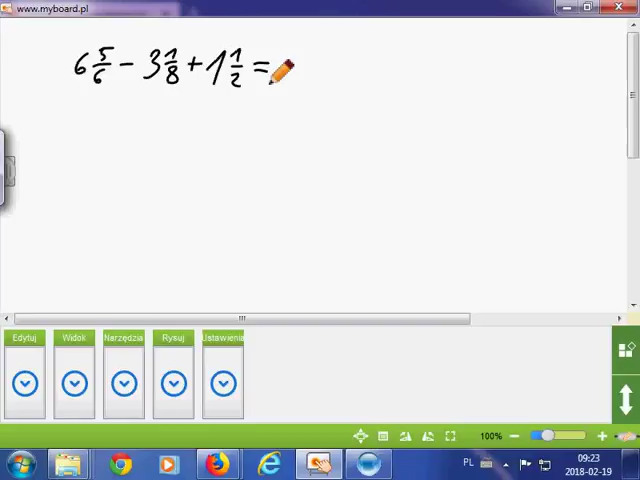 www.myboard.pl
6 5/6 - 3 1/8 + 1 1/2 =
Edytuj Widok Narzędzia Rysuj Ustawienia
100%
PL 09:23
2018-02-19